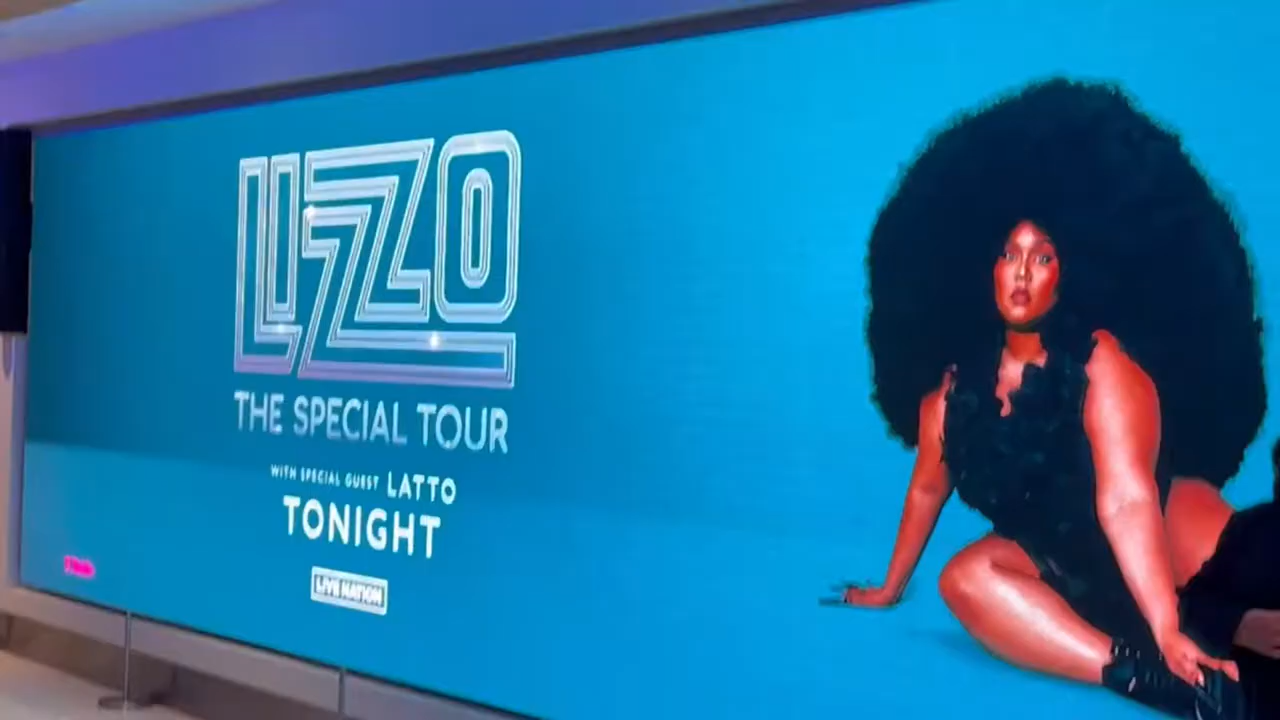 LIZZO
THE SPECIAL TOUR
WITH SPECIAL GUEST LATTO
TONIGHT
LIVE NATION